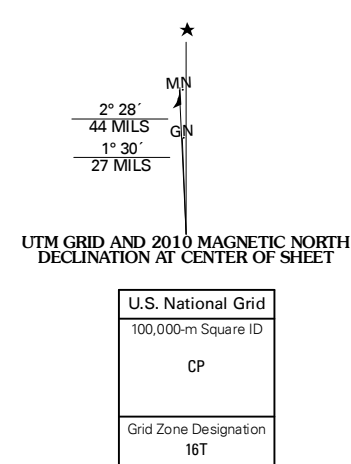 ★
MN
2° 28´
44 MILS
GN
1° 30´
27 MILS
UTM GRID AND 2010 MAGNETIC NORTH
DECLINATION AT CENTER OF SHEET
U.S. National Grid
100,000-m Square ID
CP
Grid Zone Designation
16T